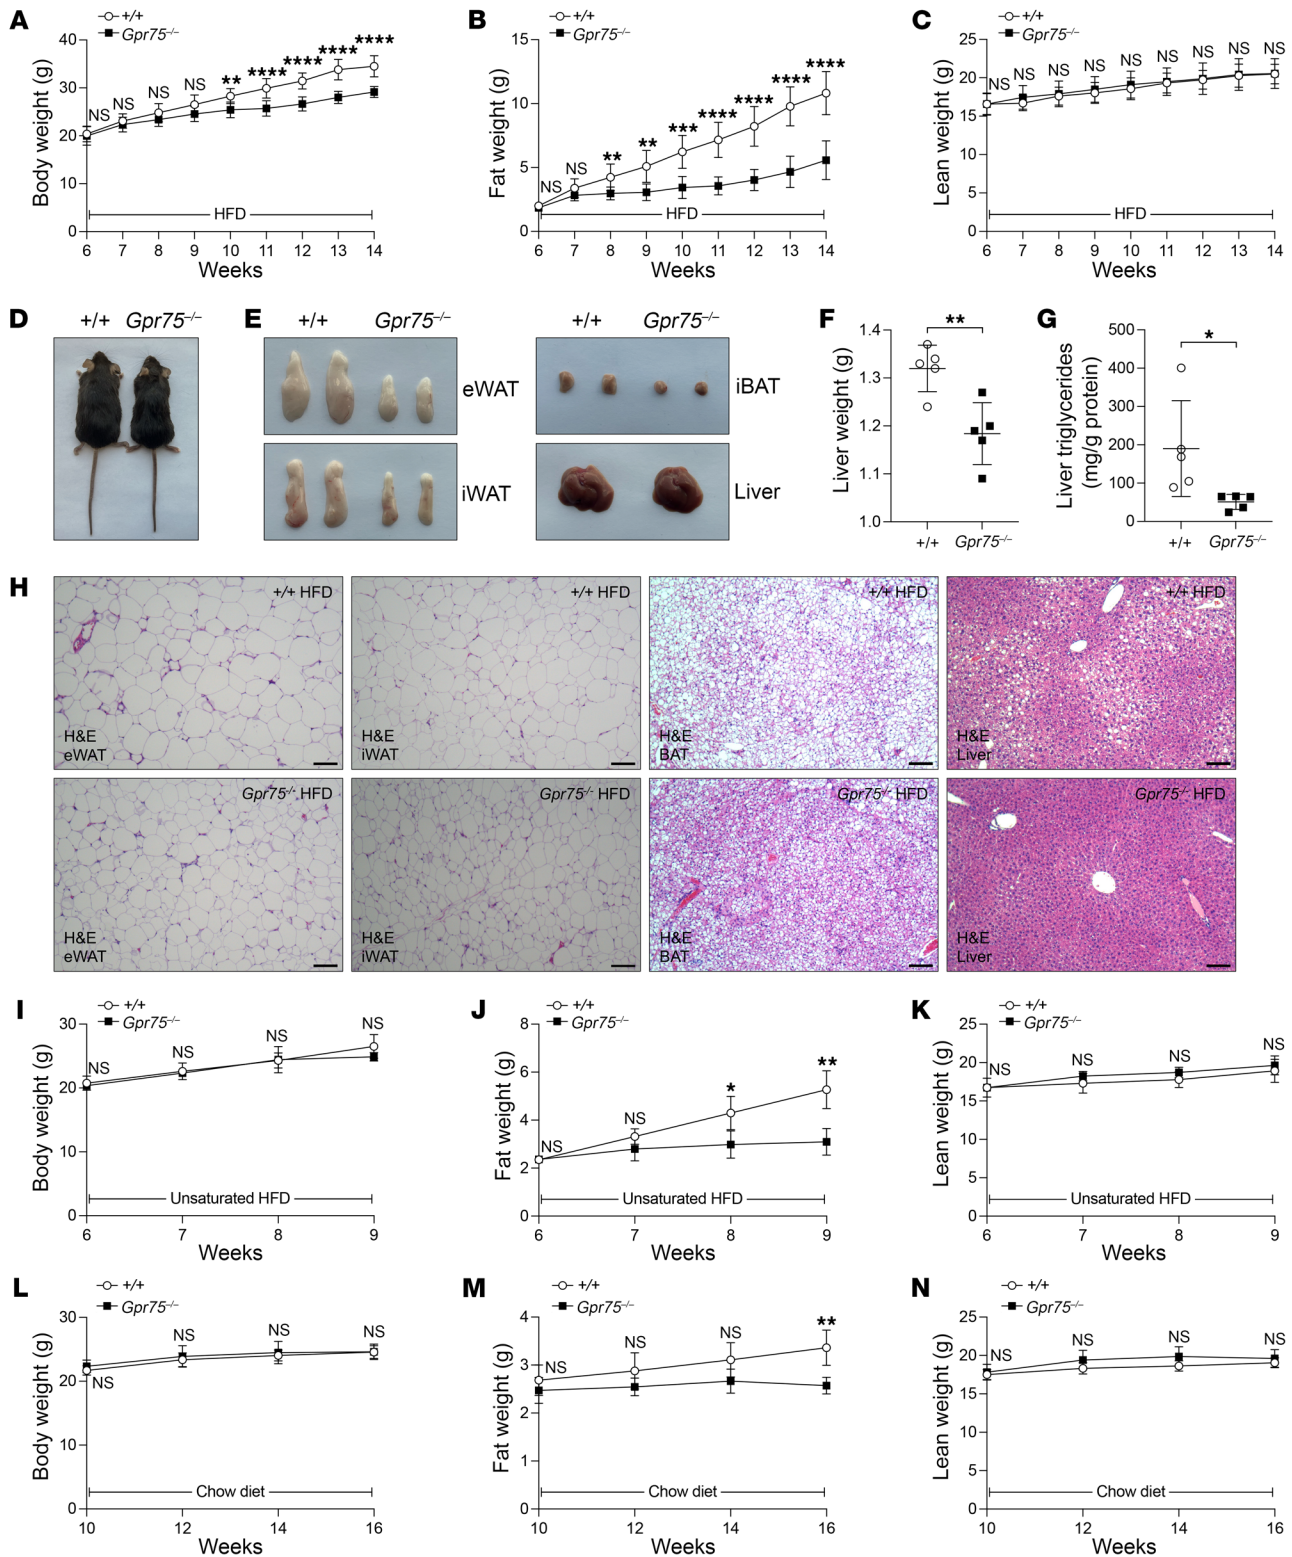 A
+/+
Gpr75–/–
Body weight (g)
40
30
20
10
0
NS
NS
NS
NS
**
****
****
****
****
HFD
6 7 8 9 10 11 12 13 14
Weeks
B
+/+
Gpr75–/–
Fat weight (g)
15
10
5
0
NS
NS
**
**
***
****
****
****
****
HFD
6 7 8 9 10 11 12 13 14
Weeks
C
+/+
Gpr75–/–
Lean weight (g)
25
20
15
10
5
0
NS NS NS NS NS NS NS NS NS
HFD
6 7 8 9 10 11 12 13 14
Weeks
D
+/+ Gpr75–/–
E
+/+ Gpr75–/–
eWAT
iWAT
+/+ Gpr75–/–
iBAT
Liver
F
Liver weight (g)
1.4
1.3
1.2
1.1
1.0
**
+/+ Gpr75–/–
G
Liver triglycerides
(mg/g protein)
500
400
300
200
100
0
*
+/+ Gpr75–/–
H
+/+ HFD
H&E
eWAT
+/+ HFD
H&E
iWAT
+/+ HFD
H&E
BAT
+/+ HFD
H&E
Liver
Gpr75-/- HFD
H&E
eWAT
Gpr75-/- HFD
H&E
iWAT
Gpr75-/- HFD
H&E
BAT
Gpr75-/- HFD
H&E
Liver
I
+/+
Gpr75–/–
Body weight (g)
30
20
10
0
NS
NS
NS
NS
Unsaturated HFD
6 7 8 9
Weeks
J
+/+
Gpr75–/–
Fat weight (g)
8
6
4
2
0
NS
NS
*
**
Unsaturated HFD
6 7 8 9
Weeks
K
+/+
Gpr75–/–
Lean weight (g)
25
20
15
10
5
0
NS
NS
NS
NS
Unsaturated HFD
6 7 8 9
Weeks
L
+/+
Gpr75–/–
Body weight (g)
30
20
10
0
NS
NS
NS
NS
Chow diet
10 12 14 16
Weeks
M
+/+
Gpr75–/–
Fat weight (g)
4
3
2
1
0
NS
NS
NS
**
Chow diet
10 12 14 16
Weeks
N
+/+
Gpr75–/–
Lean weight (g)
25
20
15
10
5
0
NS
NS
NS
NS
Chow diet
10 12 14 16
Weeks